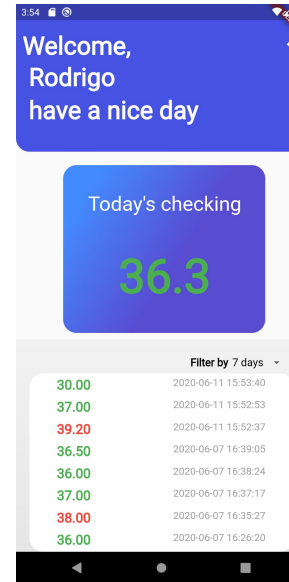 3:54
Welcome,
Rodrigo
have a nice day
Today's checking
36.3
Filter by 7 days
30.00 2020-06-11 15:53:40
37.00 2020-06-11 15:52:53
39.20 2020-06-11 15:52:37
36.50 2020-06-07 16:39:05
36.00 2020-06-07 16:38:24
37.00 2020-06-07 16:37:17
38.00 2020-06-07 16:35:27
36.00 2020-06-07 16:26:20